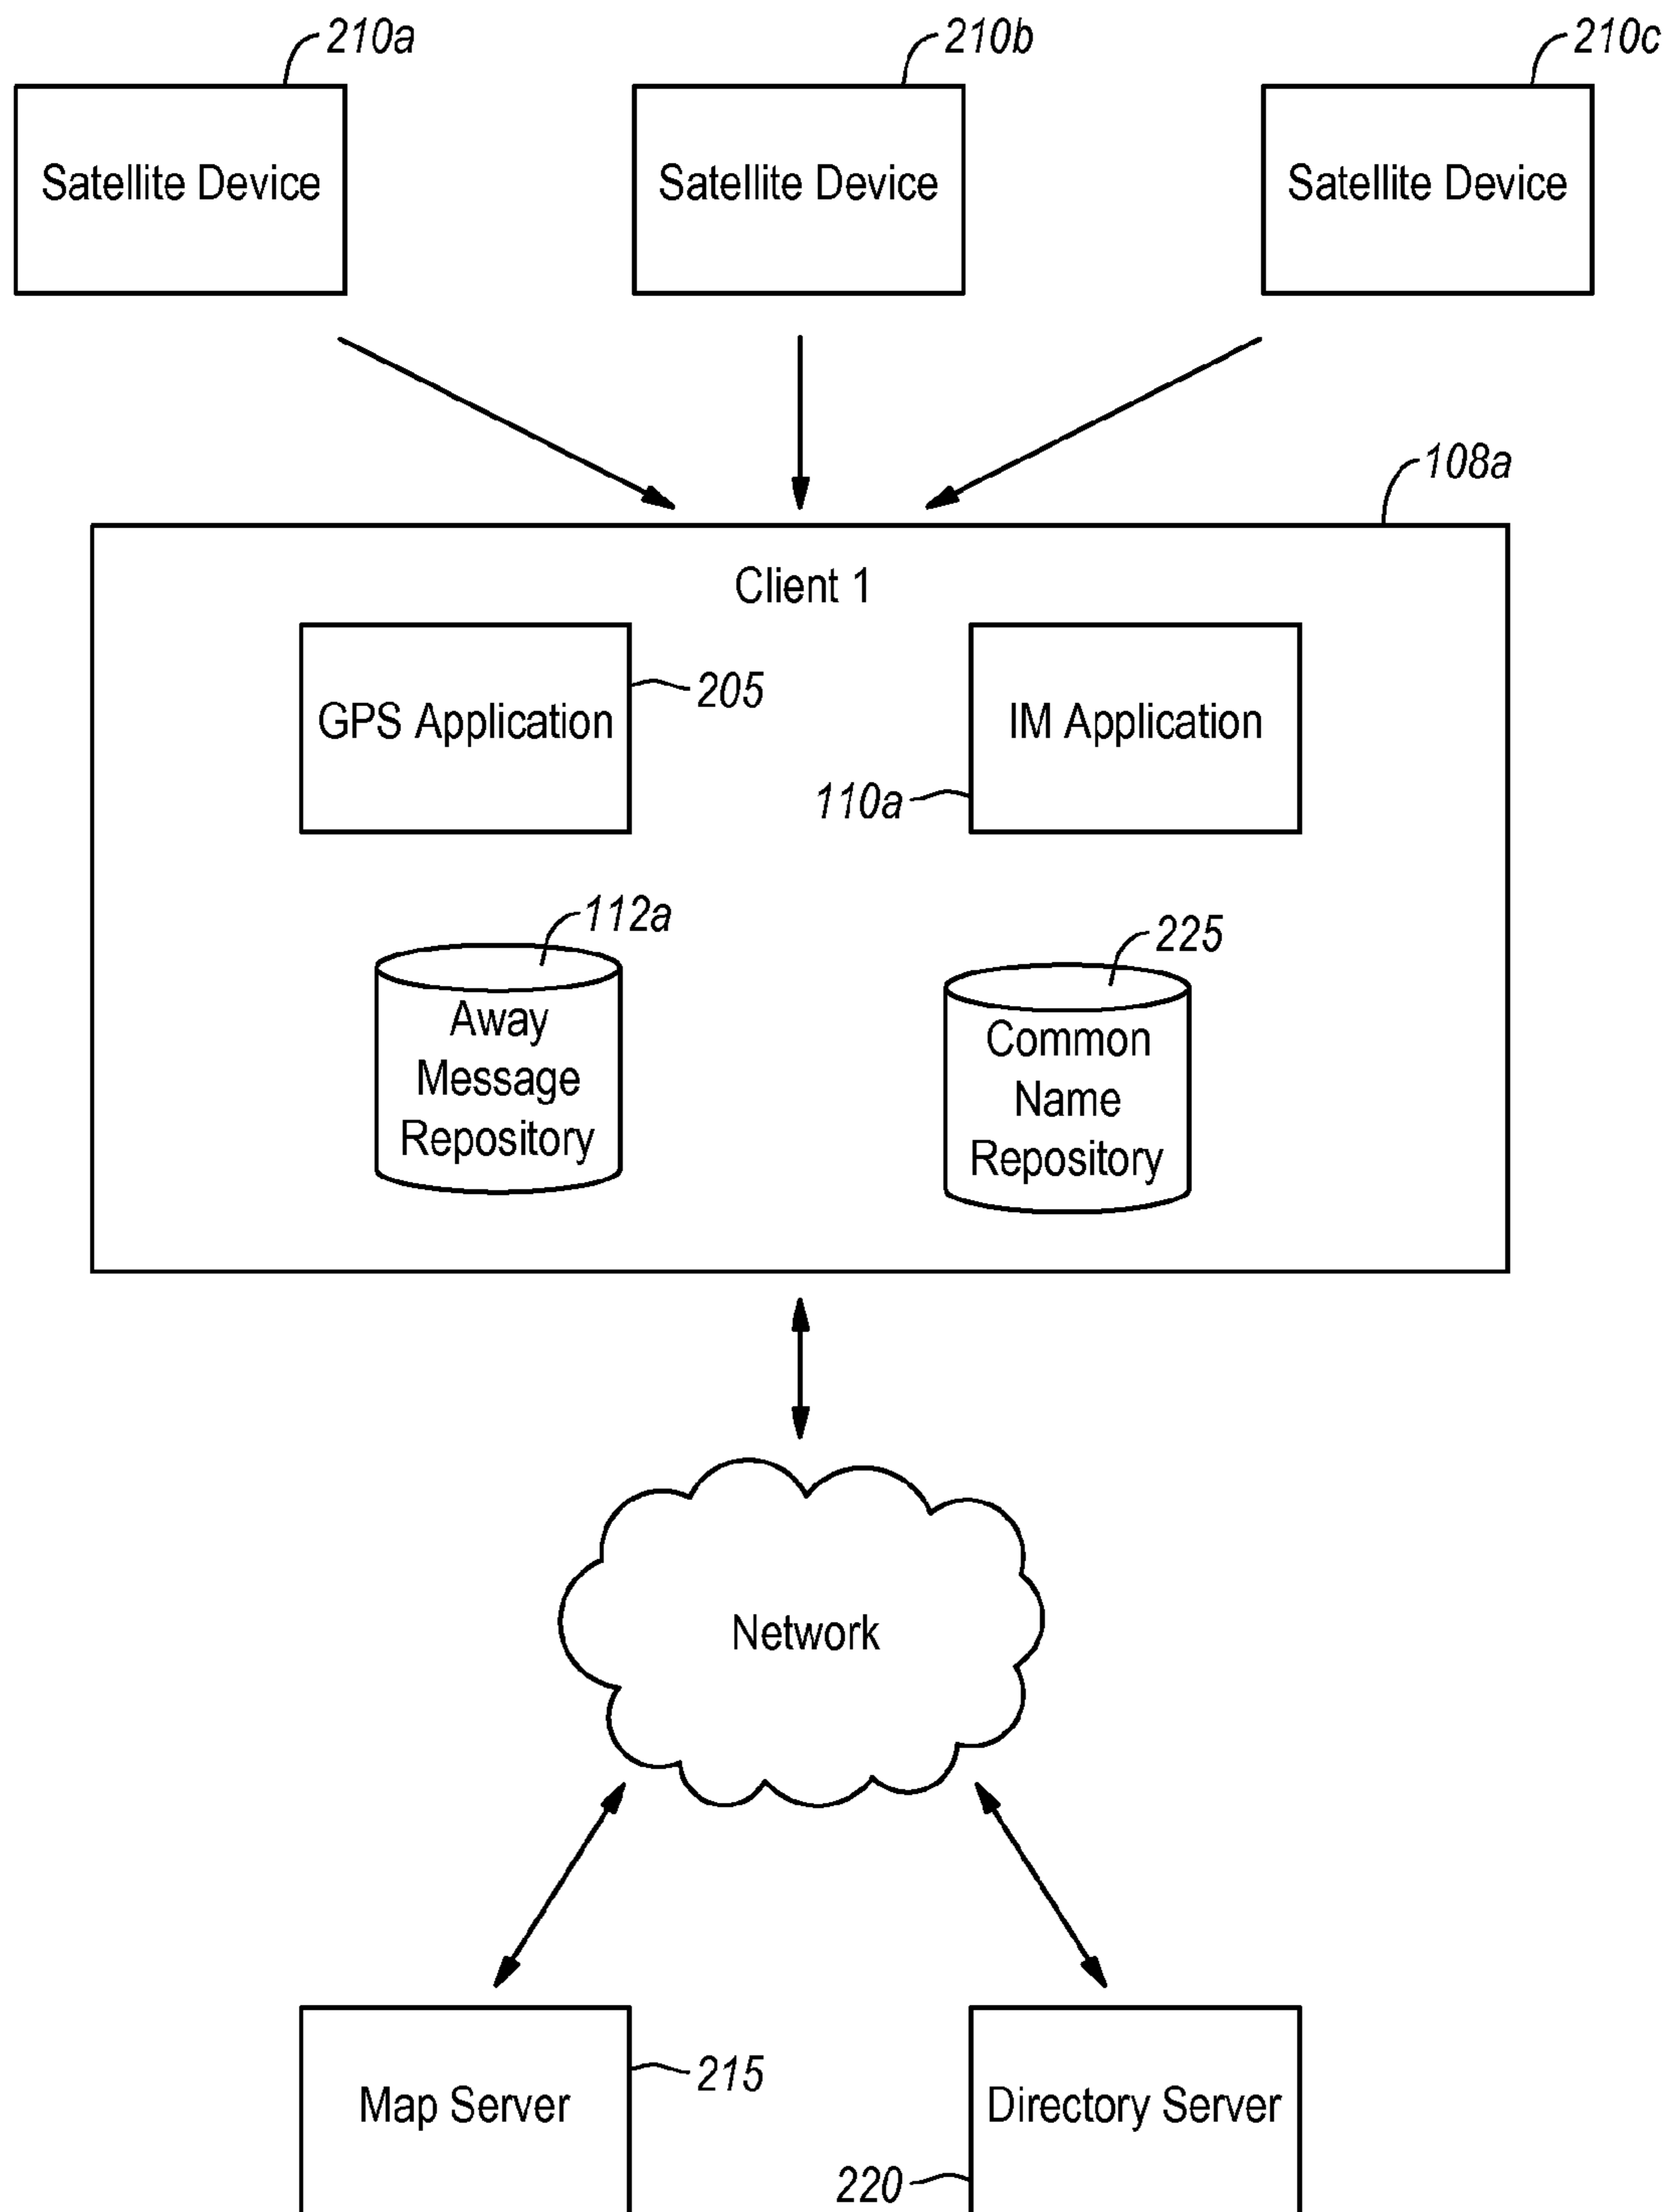 210a
210b
210c
Satellite Device
Satellite Device
Satellite Device
108a
Client 1
GPS Application
205
IM Application
110a
112a
Away
Message
Repository
225
Common
Name
Repository
Network
Map Server
215
Directory Server
220